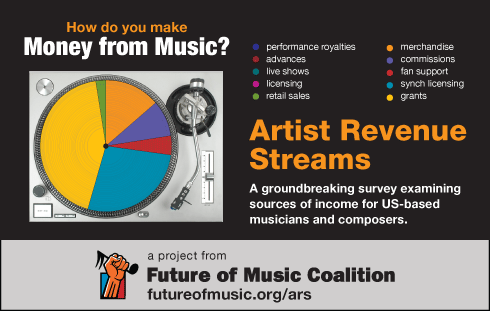 How do you make
Money from Music?
performance royalties
advances
live shows
licensing
retail sales
merchandise
commissions
fan support
synch licensing
grants
Artist Revenue
Streams
A groundbreaking survey examining
sources of income for US-based
musicians and composers.
a project from
Future of Music Coalition
futureofmusic.org/ars